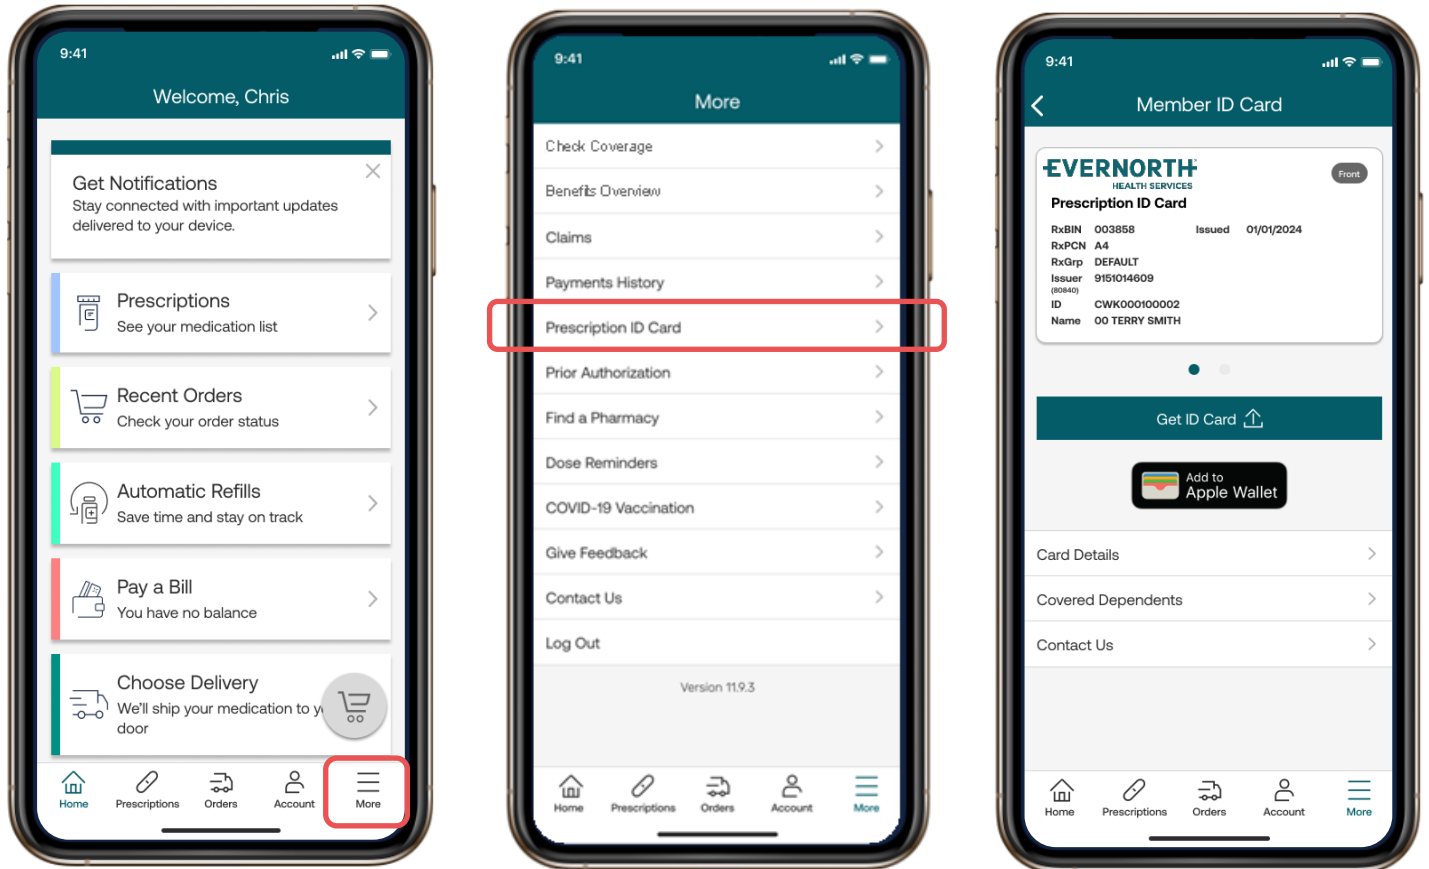 9:41
Welcome, Chris
Get Notifications
Stay connected with important updates
delivered to your device.
Prescriptions
See your medication list
Recent Orders
Check your order status
Automatic Refills
Save time and stay on track
Pay a Bill
You have no balance
Choose Delivery
We'll ship your medication to y
door
Home
Prescriptions
Orders
Account
More
9:41
More
Check Coverage
Benefits Overview
Claims
Payments History
Prescription ID Card
Prior Authorization
Find a Pharmacy
Dose Reminders
COVID-19 Vaccination
Give Feedback
Contact Us
Log Out
Version 11.9.3
Home
Prescriptions
Orders
Account
More
9:41
Member ID Card
EVERNORTH
HEALTH SERVICES
Front
Prescription ID Card
RxBIN 003858 Issued 01/01/2024
RxPCN A4
RxGrp DEFAULT
Issuer 9151014609
(80840)
ID CWK000100002
Name 00 TERRY SMITH
Get ID Card
Add to
Apple Wallet
Card Details
Covered Dependents
Contact Us
Home
Prescriptions
Orders
Account
More